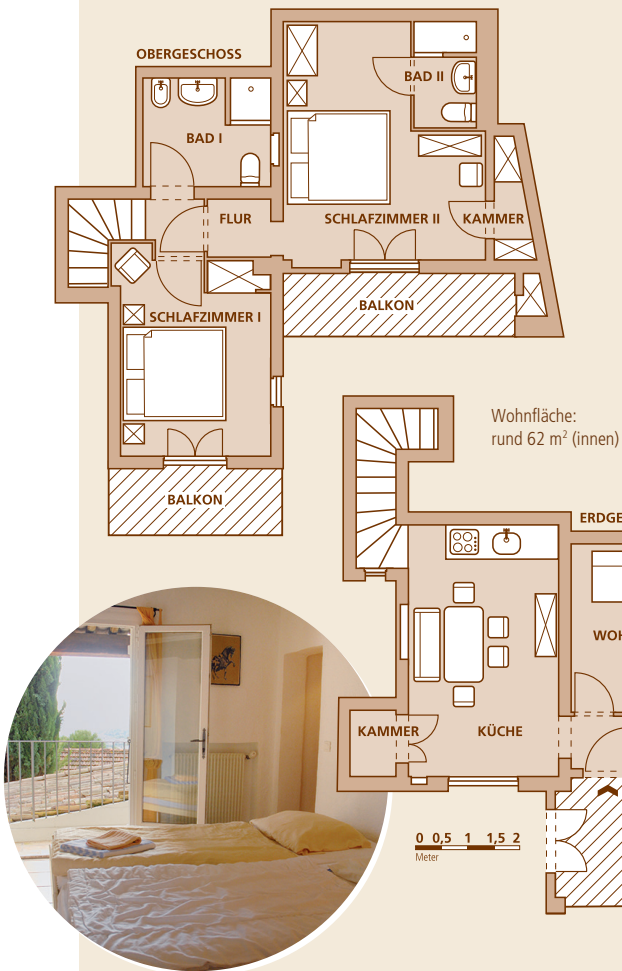 OBERGESCHOSS
BAD II
BAD I
FLUR
SCHLAFZIMMER II
KAMMER
BALKON
SCHLAFZIMMER I
BALKON
Wohnfläche:
rund 62 m² (innen)
ERDGE
WOH
KAMMER
KÜCHE
0 0,5 1 1,5 2
Meter